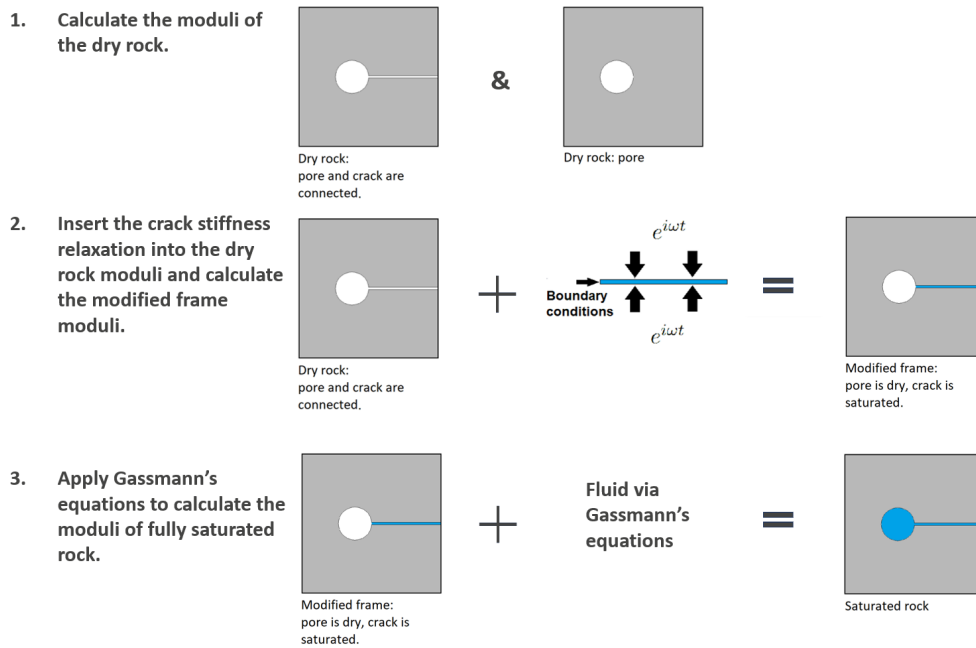 1. Calculate the moduli of
the dry rock.
&
Dry rock:
pore and crack are
connected.
Dry rock: pore
2. Insert the crack stiffness
relaxation into the dry
rock moduli and calculate
the modified frame
moduli.
Dry rock:
pore and crack are
connected.
+
e^{iωt}
Boundary
conditions
e^{iωt}
=
Modified frame:
pore is dry, crack is
saturated.
3. Apply Gassmann's
equations to calculate the
moduli of fully saturated
rock.
Modified frame:
pore is dry, crack is
saturated.
+
Fluid via
Gassmann's
equations
=
Saturated rock